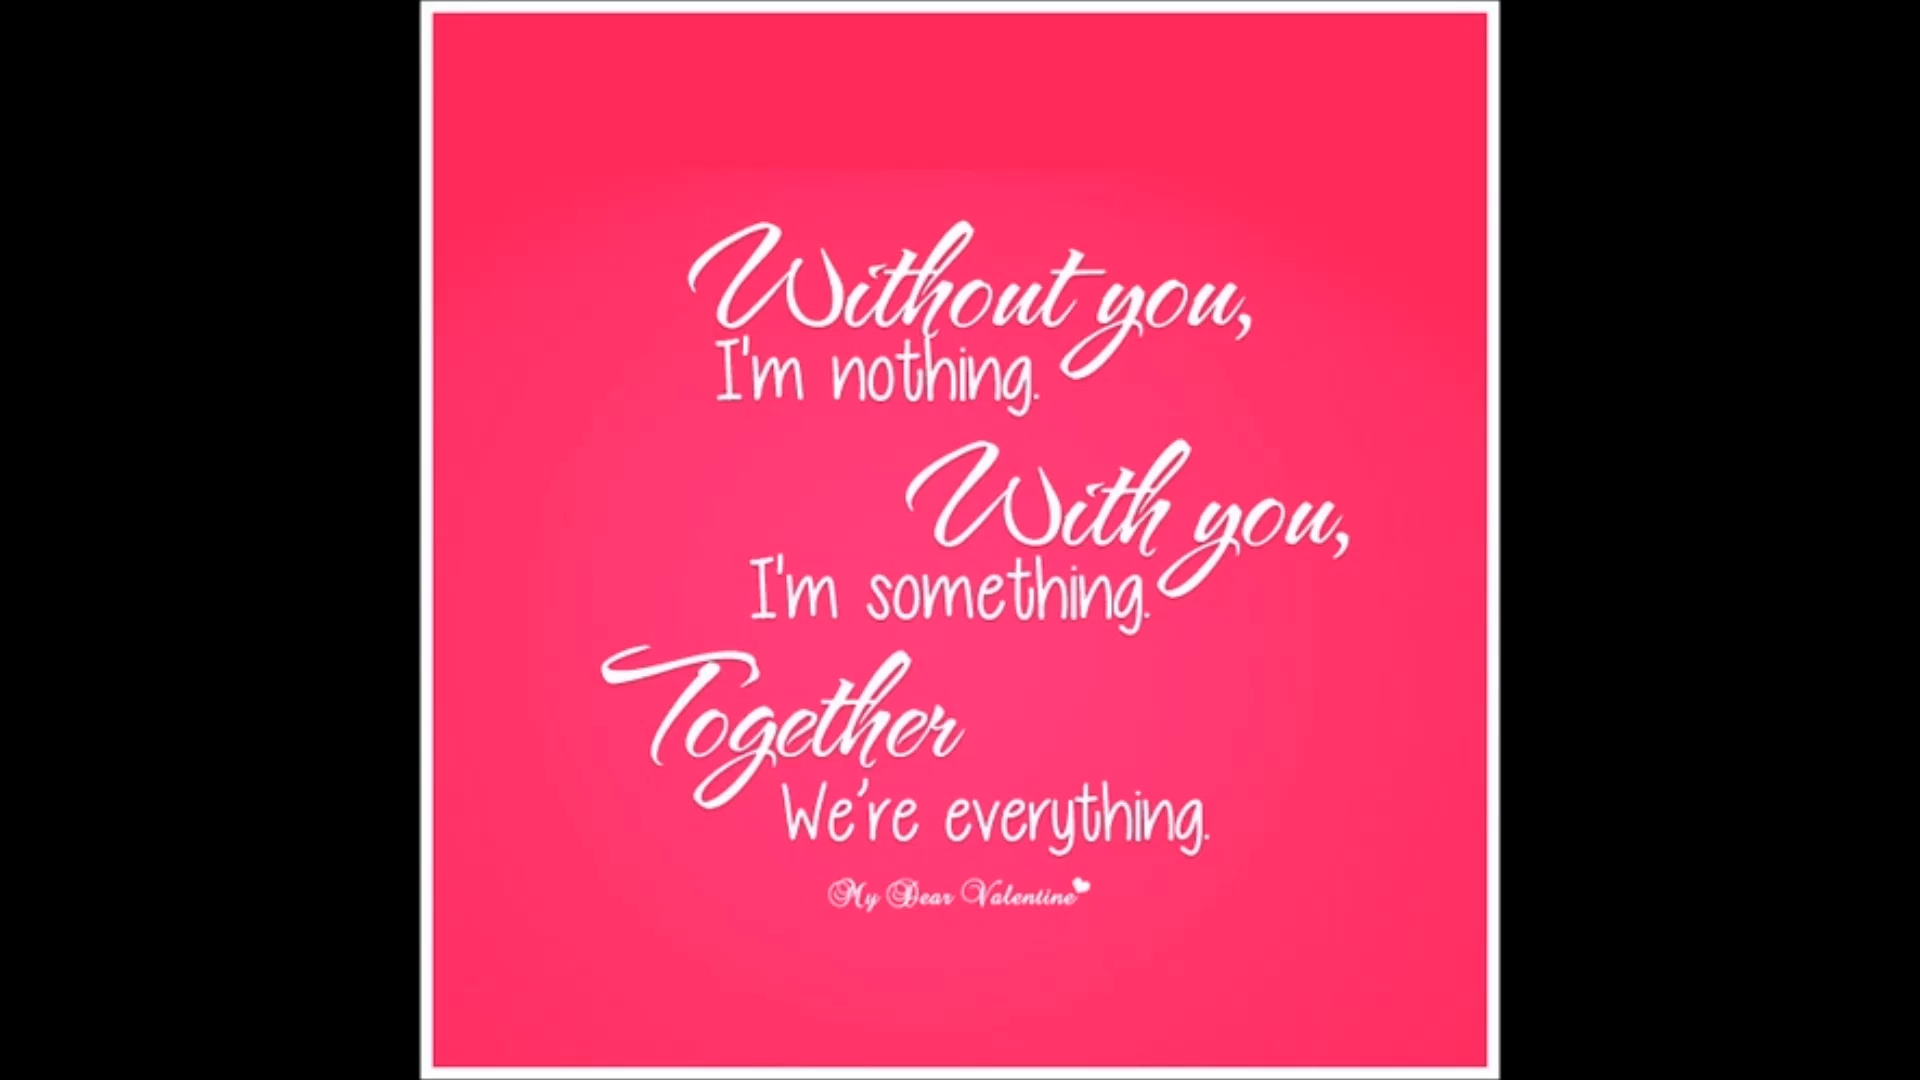 Without you,
I'm nothing.
With you,
I'm something.
Together
We're everything.
My Dear Valentine